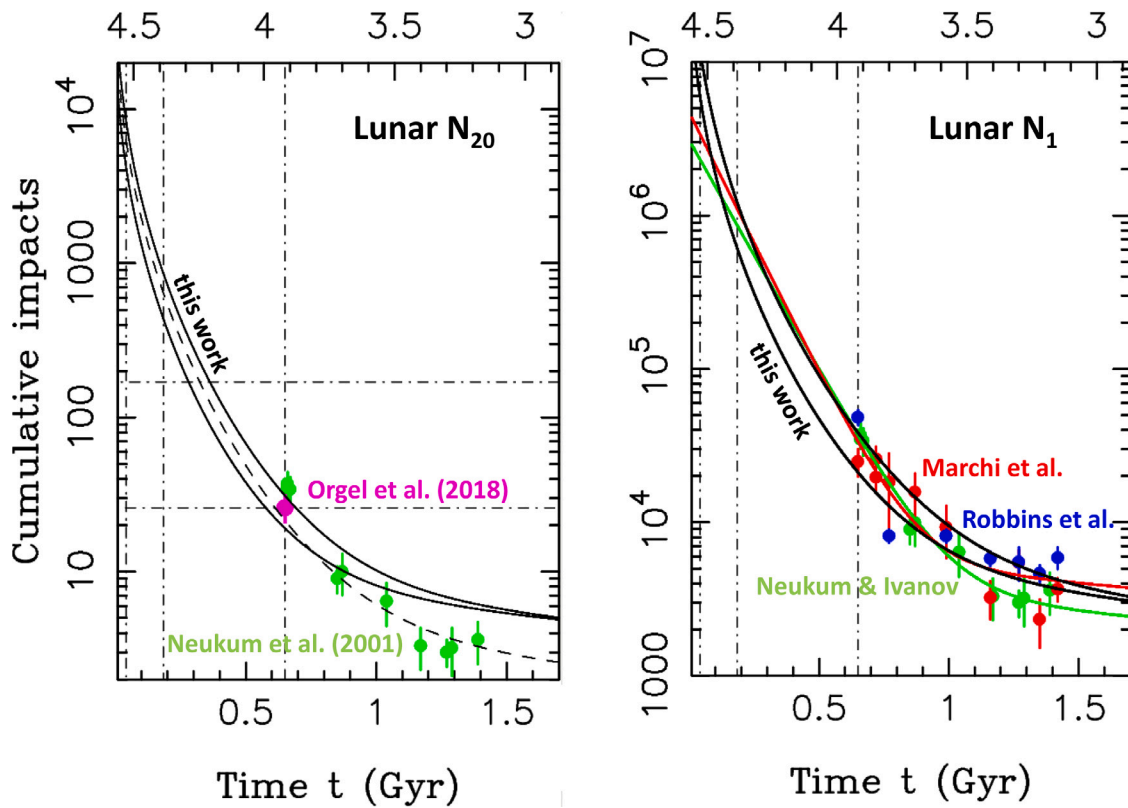 4.5 4 3.5 3
4.5 4 3.5 3
Lunar N₂₀
Lunar N₁
Cumulative impacts
10⁴
1000
100
10
this work
Orgel et al. (2018)
Neukum et al. (2001)
0.5 1 1.5
Time t (Gyr)
10⁷
10⁶
10⁵
10⁴
1000
this work
Marchi et al.
Robbins et al.
Neukum & Ivanov
0.5 1 1.5
Time t (Gyr)